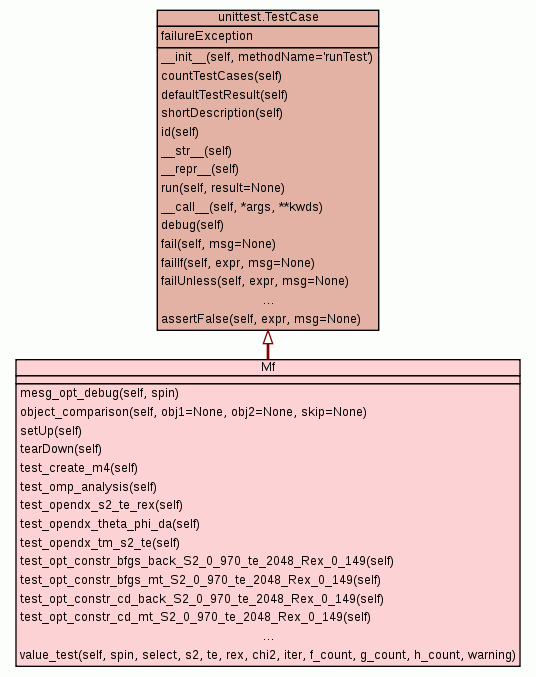 unittest.TestCase
failureException
__init__(self, methodName='runTest')
countTestCases(self)
defaultTestResult(self)
shortDescription(self)
id(self)
__str__(self)
__repr__(self)
run(self, result=None)
__call__(self, *args, **kwds)
debug(self)
fail(self, msg=None)
failIf(self, expr, msg=None)
failUnless(self, expr, msg=None)
...
assertFalse(self, expr, msg=None)
Mf
mesg_opt_debug(self, spin)
object_comparison(self, obj1=None, obj2=None, skip=None)
setUp(self)
tearDown(self)
test_create_m4(self)
test_omp_analysis(self)
test_opendx_s2_te_rex(self)
test_opendx_theta_phi_da(self)
test_opendx_tm_s2_te(self)
test_opt_constr_bfgs_back_S2_0_970_te_2048_Rex_0_149(self)
test_opt_constr_bfgs_mt_S2_0_970_te_2048_Rex_0_149(self)
test_opt_constr_cd_back_S2_0_970_te_2048_Rex_0_149(self)
test_opt_constr_cd_mt_S2_0_970_te_2048_Rex_0_149(self)
...
value_test(self, spin, select, s2, te, rex, chi2, iter, f_count, g_count, h_count, warning)